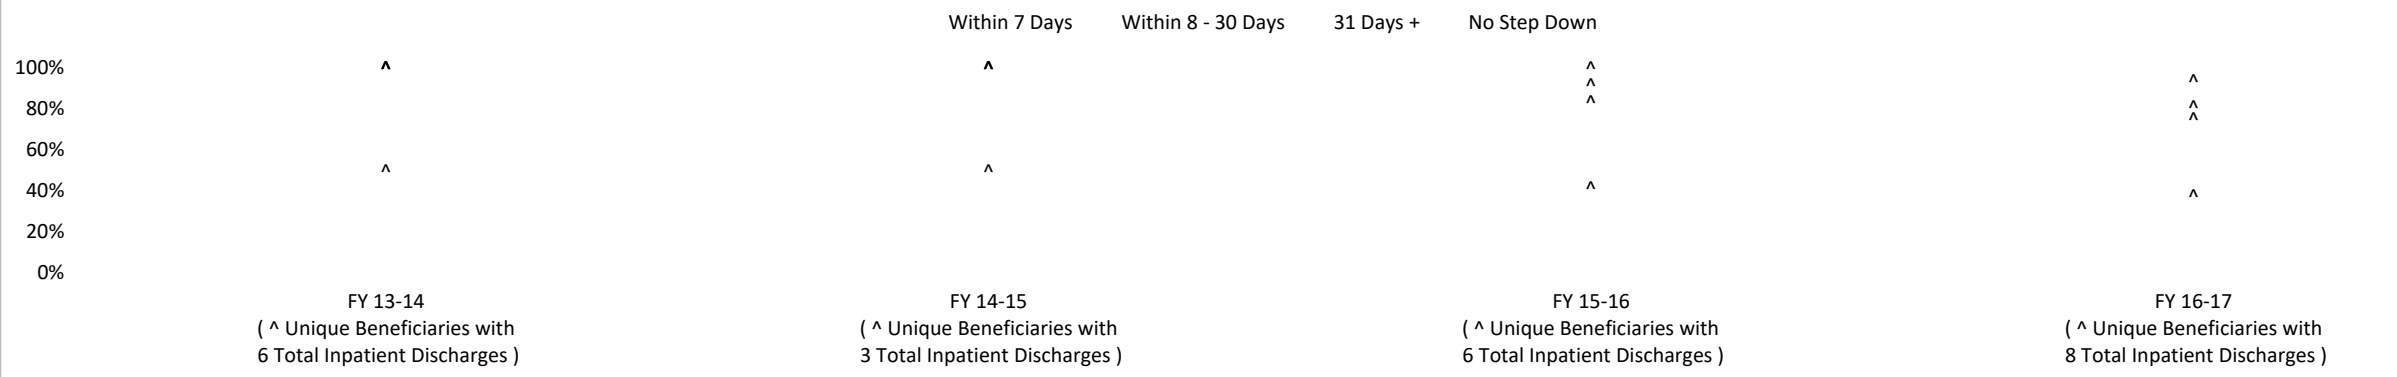 Within 7 Days Within 8 - 30 Days 31 Days + No Step Down
100% ^ ^ ^
^ ^
80% ^ ^
^
60%
^ ^
40% ^ ^
20%
0%
FY 13-14 FY 14-15 FY 15-16 FY 16-17
( ^ Unique Beneficiaries with ( ^ Unique Beneficiaries with ( ^ Unique Beneficiaries with ( ^ Unique Beneficiaries with
6 Total Inpatient Discharges ) 3 Total Inpatient Discharges ) 6 Total Inpatient Discharges ) 8 Total Inpatient Discharges )